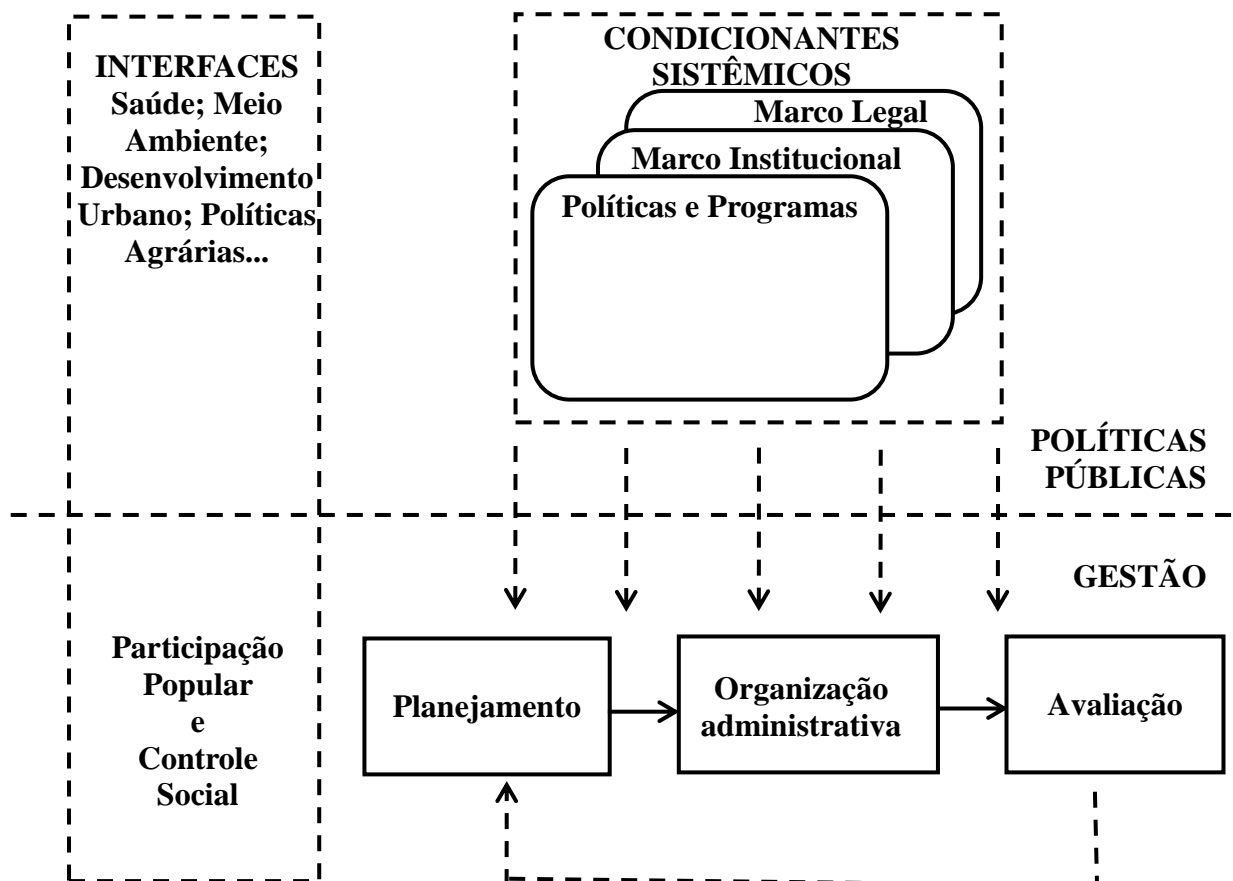 INTERFACES
Saúde; Meio
Ambiente;
Desenvolvimento
Urbano; Políticas
Agrárias...
CONDICIONANTES
SISTÊMICOS
Marco Legal
Marco Institucional
Políticas e Programas
POLÍTICAS
PÚBLICAS
GESTÃO
Participação
Popular
e
Controle
Social
Planejamento
Organização
administrativa
Avaliação